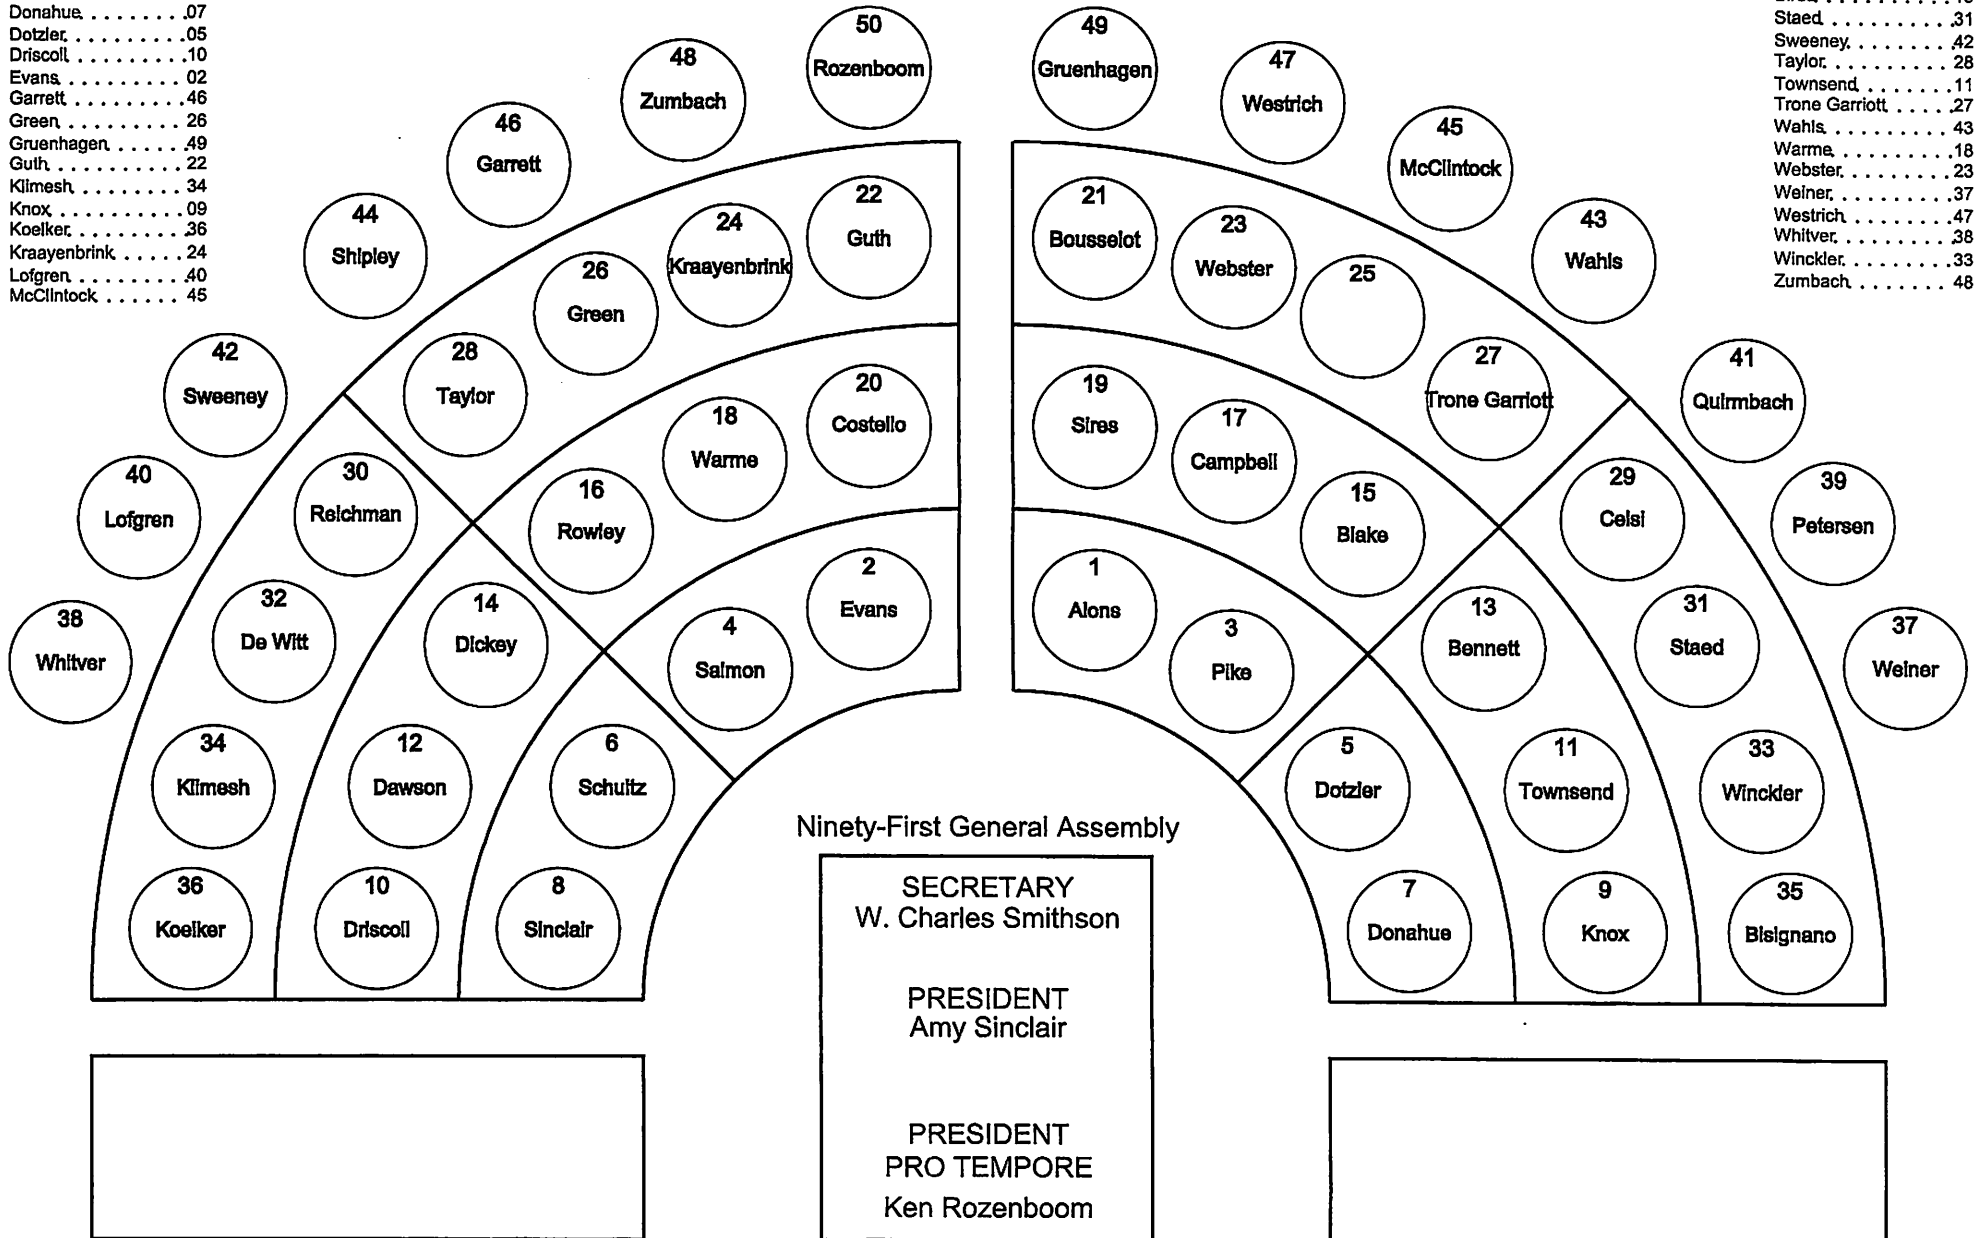 Donahue. . . . . . . . .07
Dotzler. . . . . . . . . .05
Driscoll . . . . . . . . . .10
Evans. . . . . . . . . . . 02
Garrett . . . . . . . . . .46
Green. . . . . . . . . . . 26
Gruenhagen. . . . . .49
Guth. . . . . . . . . . . . 22
Klimesh . . . . . . . . . 34
Knox. . . . . . . . . . . .09
Koelker. . . . . . . . . .36
Kraayenbrink . . . . . 24
Lofgren. . . . . . . . . .40
McClintock . . . . . . 45
Staed . . . . . . . . . . .31
Sweeney. . . . . . . . .42
Taylor. . . . . . . . . . . 28
Townsend. . . . . . . .11
Trone Garriott . . . . .27
Wahls. . . . . . . . . . . 43
Warme. . . . . . . . . .18
Webster. . . . . . . . . 23
Weiner. . . . . . . . . . .37
Westrich. . . . . . . . .47
Whitver. . . . . . . . . .38
Winckler. . . . . . . . .33
Zumbach. . . . . . . . 48
50
Rozenboom
49
Gruenhagen
48
Zumbach
47
Westrich
46
Garrett
45
McClintock
44
Shipley
43
Wahls
42
Sweeney
41
Quirmbach
40
Lofgren
39
Petersen
38
Whitver
37
Weiner
22
Guth
21
Bousselot
24
Kraayenbrink
23
Webster
26
Green
25
28
Taylor
27
Trone Garriott
20
Costello
19
Sires
18
Warme
17
Campbell
16
Rowley
15
Blake
30
Reichman
29
Celsi
32
De Witt
31
Staed
14
Dickey
13
Bennett
2
Evans
1
Alons
4
Salmon
3
Pike
34
Klimesh
12
Dawson
6
Schultz
5
Dotzler
11
Townsend
33
Winckler
36
Koelker
10
Driscoll
8
Sinclair
7
Donahue
9
Knox
35
Bisignano
Ninety-First General Assembly
SECRETARY
W. Charles Smithson
PRESIDENT
Amy Sinclair
PRESIDENT
PRO TEMPORE
Ken Rozenboom